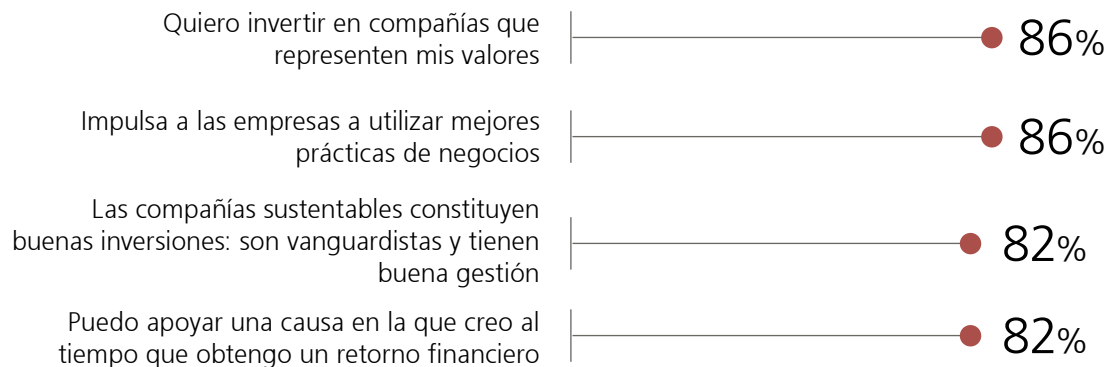 Quiero invertir en compañías que
representen mis valores
86%
Impulsa a las empresas a utilizar mejores
prácticas de negocios
86%
Las compañías sustentables constituyen
buenas inversiones: son vanguardistas y tienen
buena gestión
82%
Puedo apoyar una causa en la que creo al
tiempo que obtengo un retorno financiero
82%